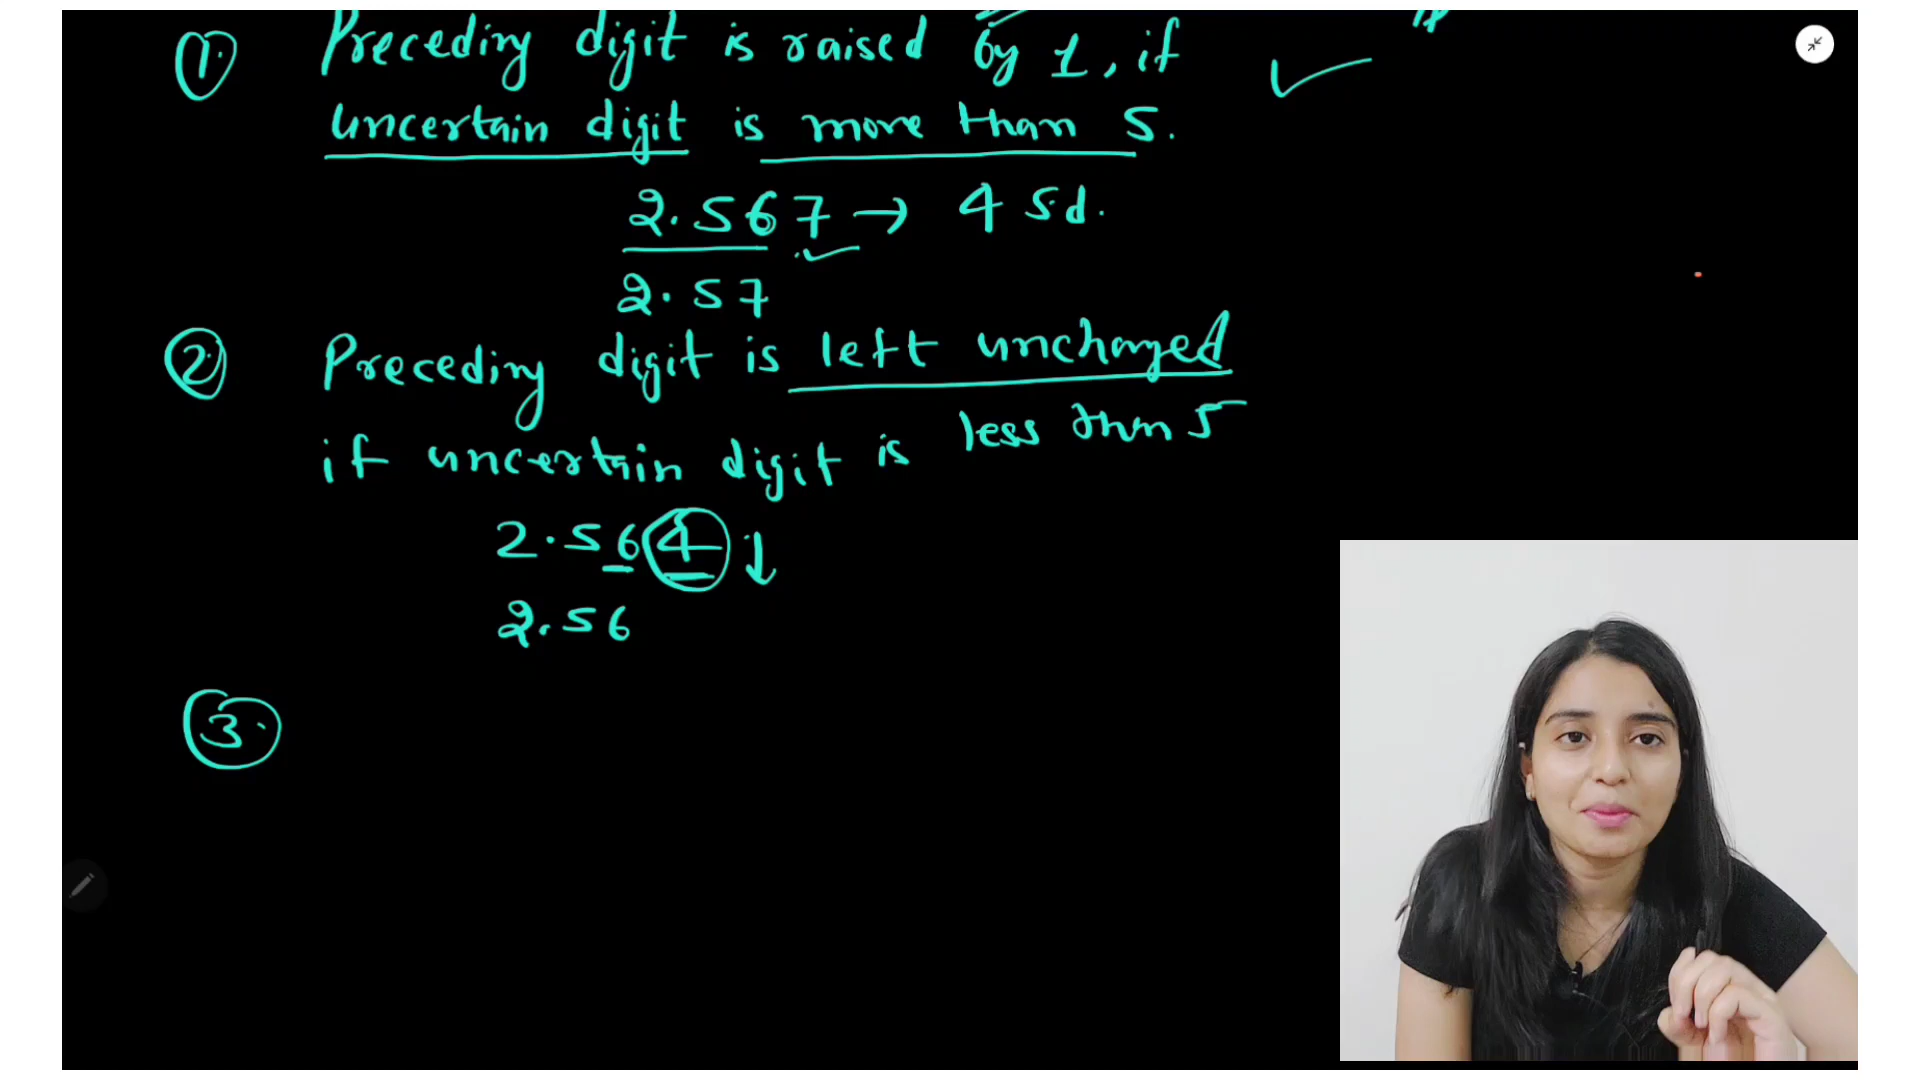 ① Preceding digit is raised by 1, if
uncertain digit is more than 5.
2.567 → 4 S.d.
2.57
② Preceding digit is left unchanged
if uncertain digit is less than 5
2.564 ↓
2.56
③